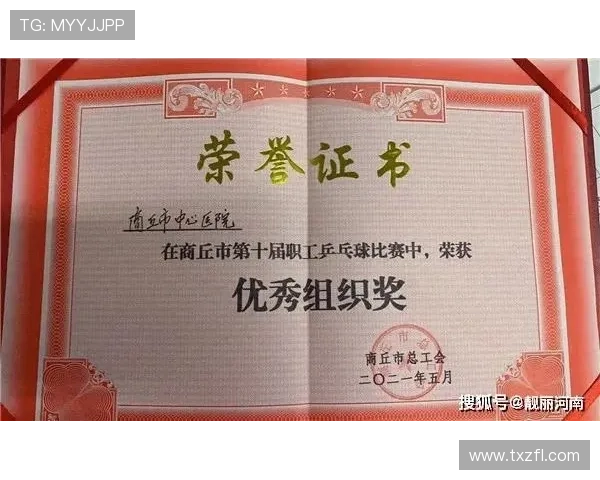 TG: MYYJJPP
荣誉证书
商丘市中心医院
在商丘市第十届职工乒乓球比赛中，荣获
优秀组织奖
商丘市总工会
二〇二一年五月
搜狐号@靓丽河南
www.txzfl.com